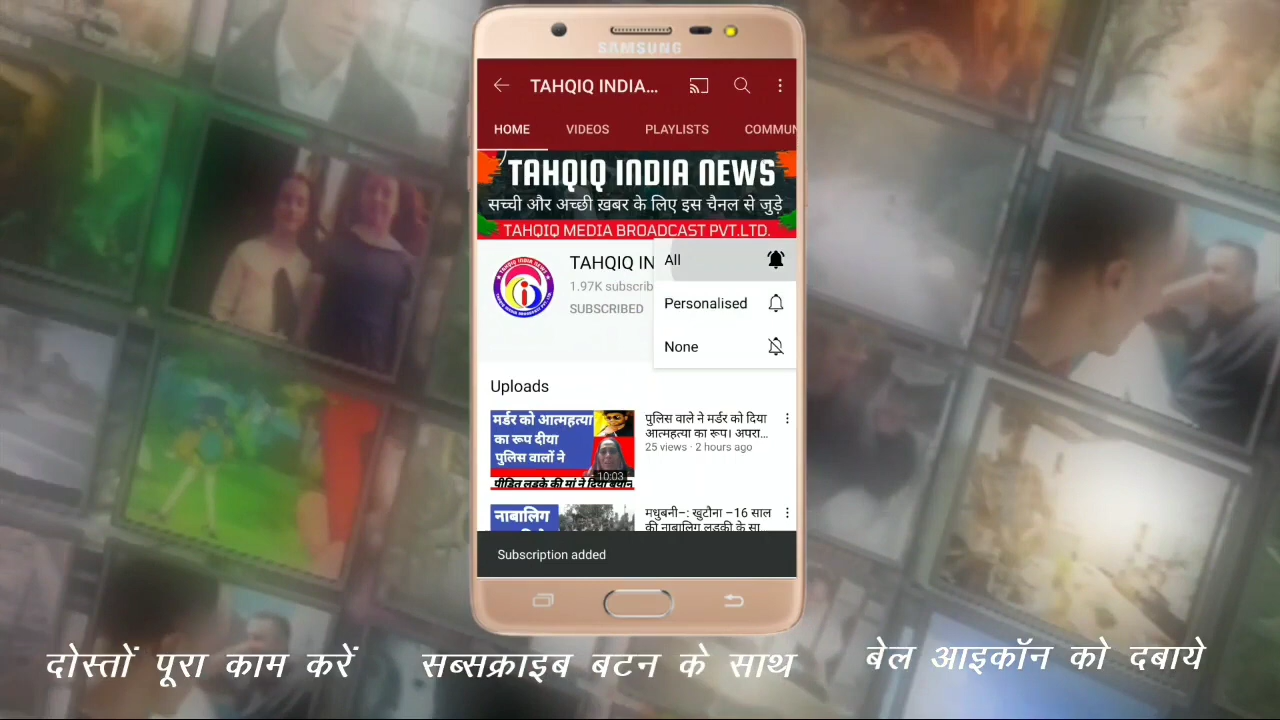 SAMSUNG
TAHQIQ INDIA...
HOME VIDEOS PLAYLISTS COMMUN
TAHQIQ INDIA NEWS
सच्ची और अच्छी ख़बर के लिए इस चैनल से जुड़े
TAHQIQ MEDIA BROADCAST PVT.LTD.
TAHQIQ IN
1.97K subscrib
SUBSCRIBED
All
Personalised
None
Uploads
मर्डर को आत्महत्या
का रूप दीया
पुलिस वालों ने
10:03
पीड़ित लड़के की मां ने दिया बयान
पुलिस वाले ने मर्डर को दिया
आत्महत्या का रूप। अपरा...
25 views · 2 hours ago
नाबालिग
मधुबनी–: खुटौना –16 साल
की नाबालिग लड़की के सा
Subscription added
दोस्तों पूरा काम करें सब्सक्राइब बटन के साथ बेल आइकॉन को दबाये